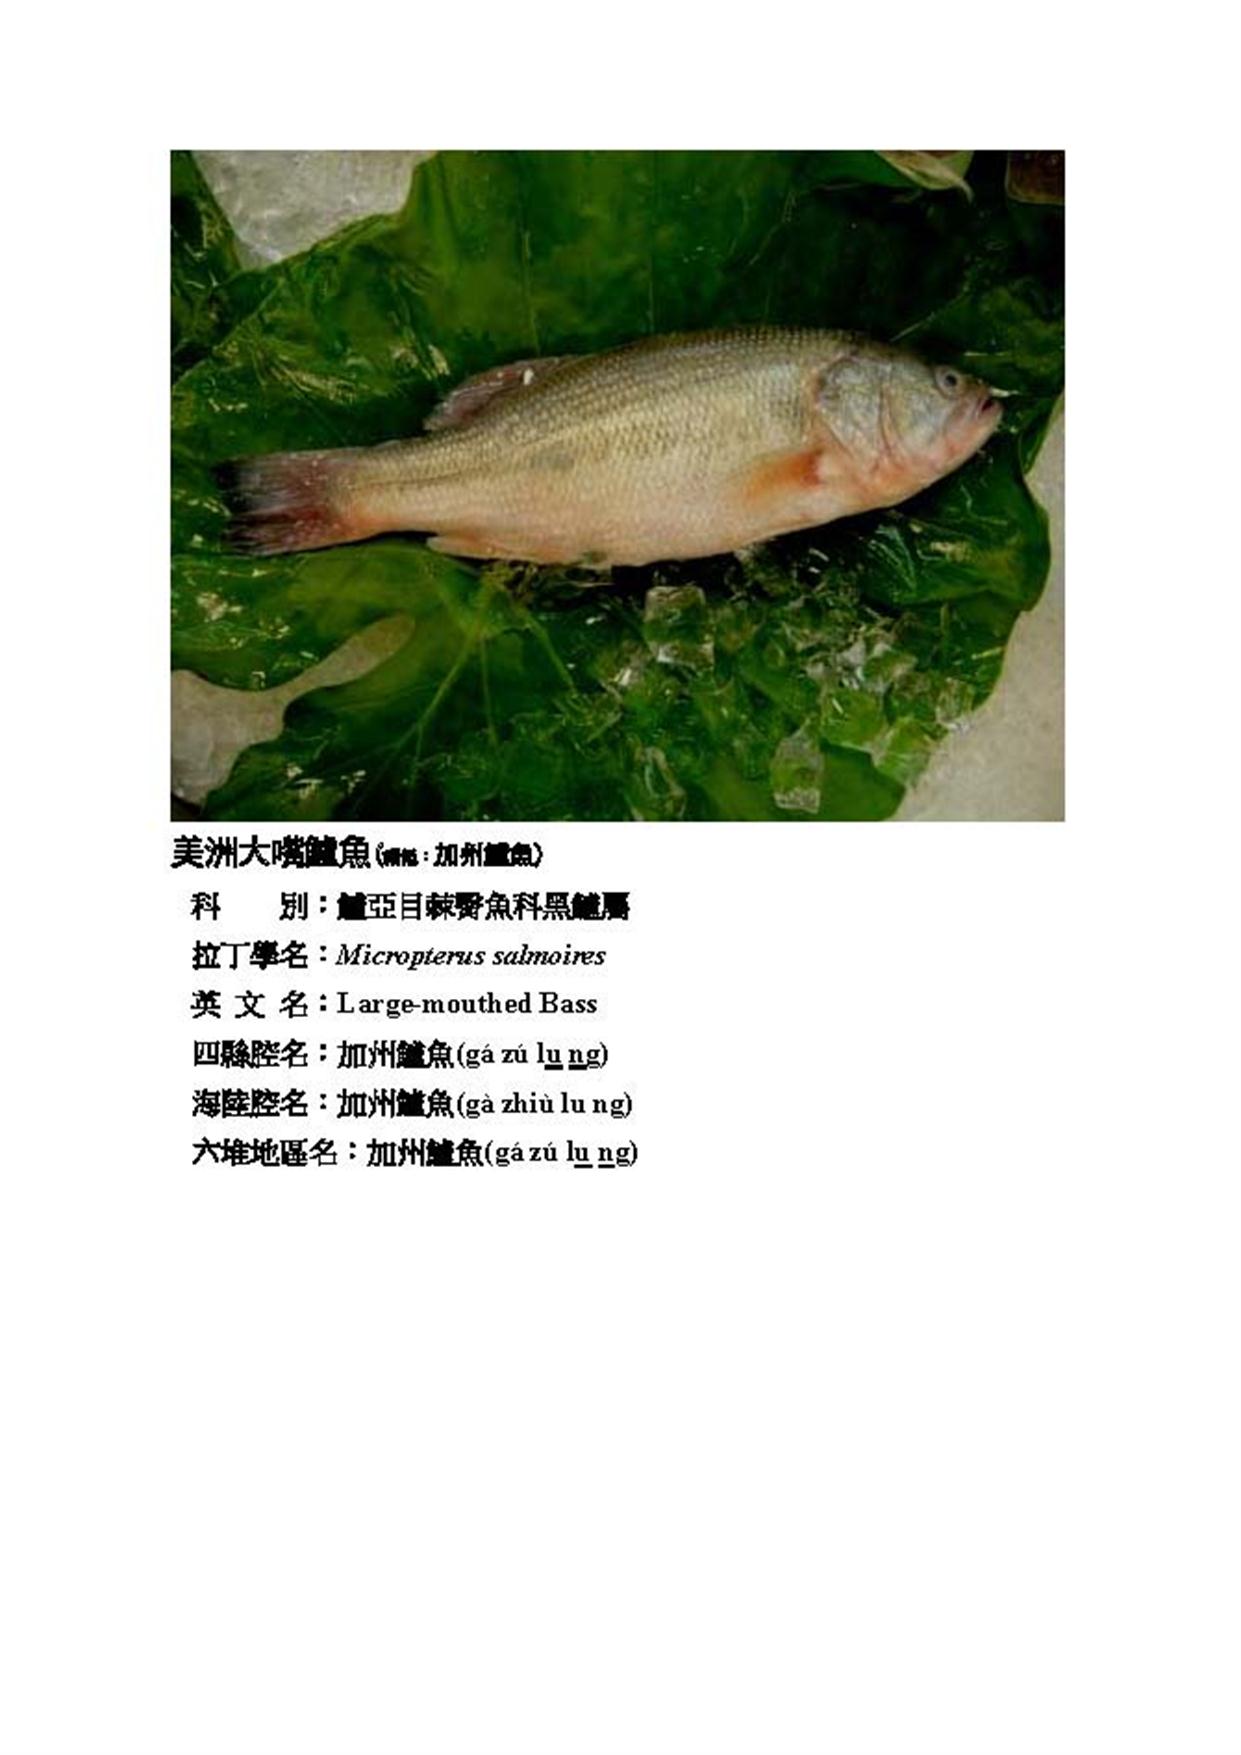 美洲大嘴鱸魚(俗稱：加州鱸魚)
科 別：鱸亞目棘臀魚科黑鱸屬
拉丁學名：Micropterus salmoires
英 文 名：Large-mouthed Bass
四縣腔名：加州鱸魚(gá zú lu ng)
海陸腔名：加州鱸魚(gà zhiù lu ng)
六堆地區名：加州鱸魚(gá zú lu ng)